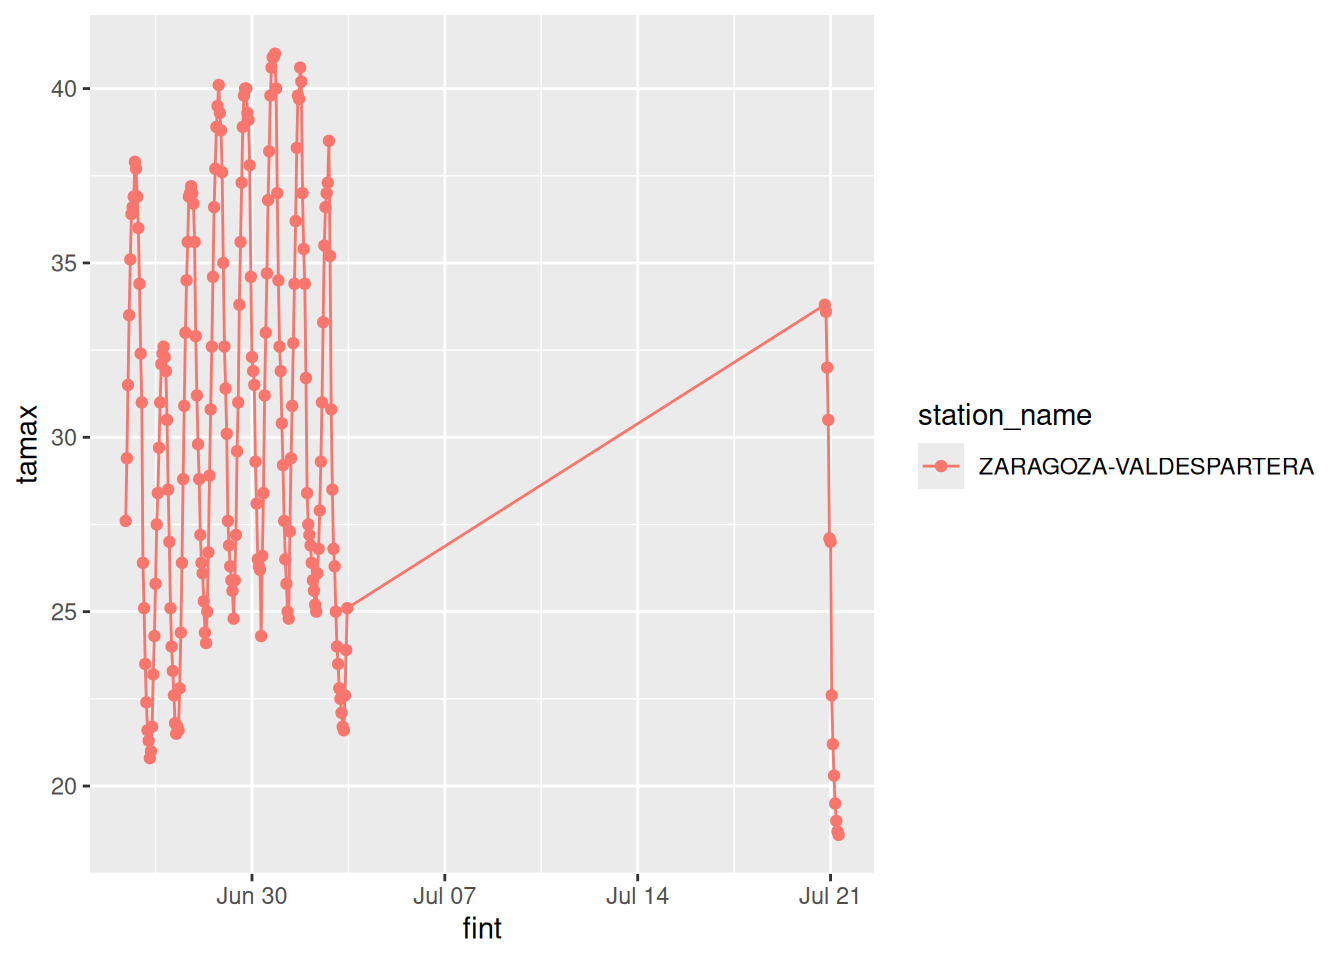 40
35
30
25
20
tamax
Jun 30
Jul 07
Jul 14
Jul 21
fint
station_name
ZARAGOZA-VALDESPARTERA